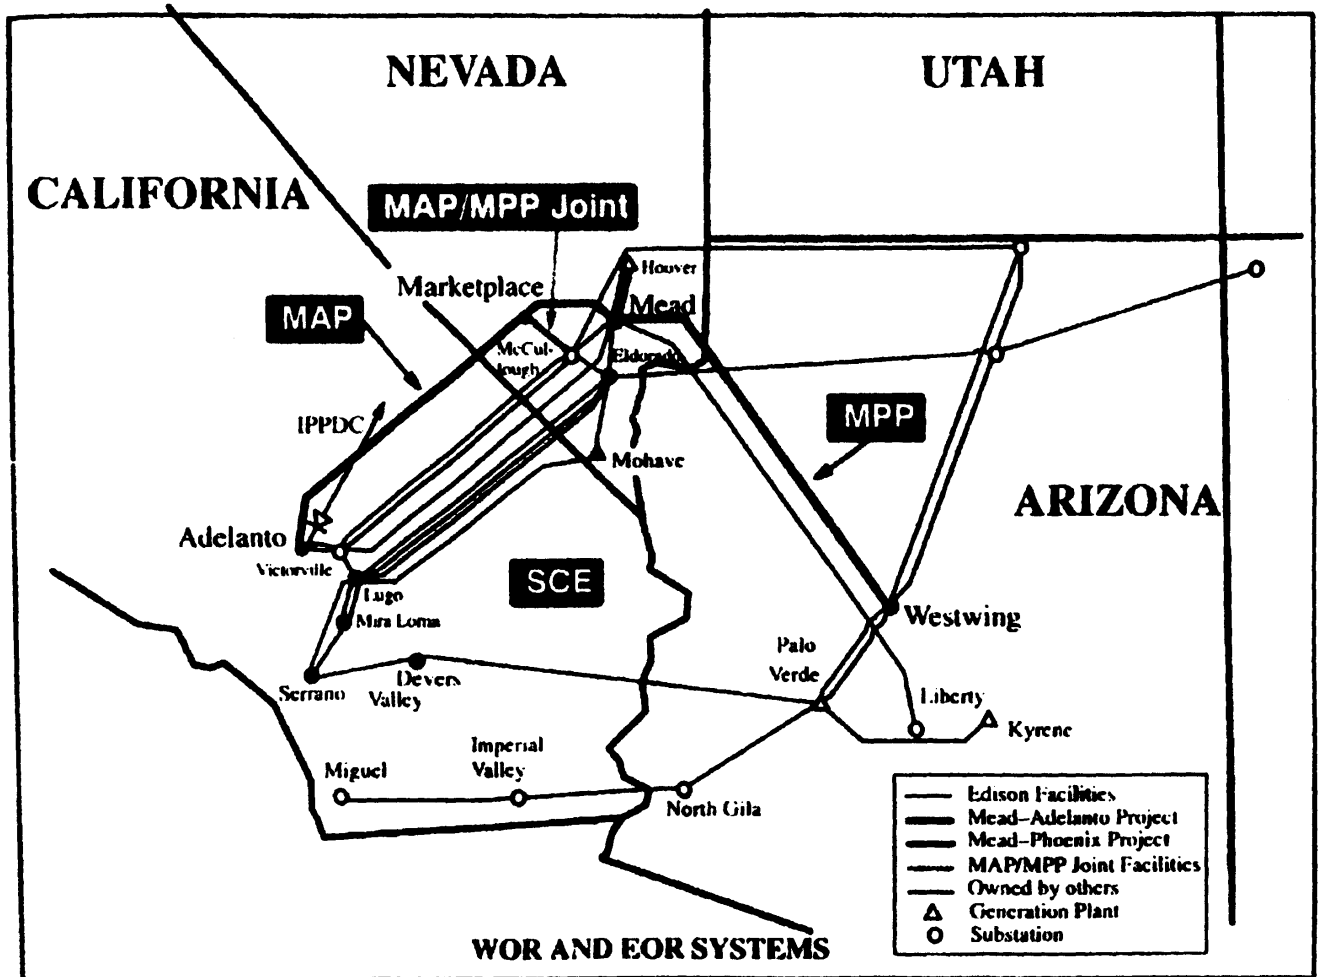 NEVADA
UTAH
CALIFORNIA
MAP/MPP Joint
Hoover
Marketplace
Mead
MAP
McCul-
lough
Eldorado
IPPDC
MPP
Mohave
ARIZONA
Adelanto
Victorville
SCE
Lugo
Mira Loma
Westwing
Palo
Verde
Serrano
Devers
Valley
Liberty
Kyrene
Imperial
Valley
Miguel
North Gila
Edison Facilities
Mead–Adelanto Project
Mead–Phoenix Project
MAP/MPP Joint Facilities
Owned by others
Generation Plant
Substation
WOR AND EOR SYSTEMS